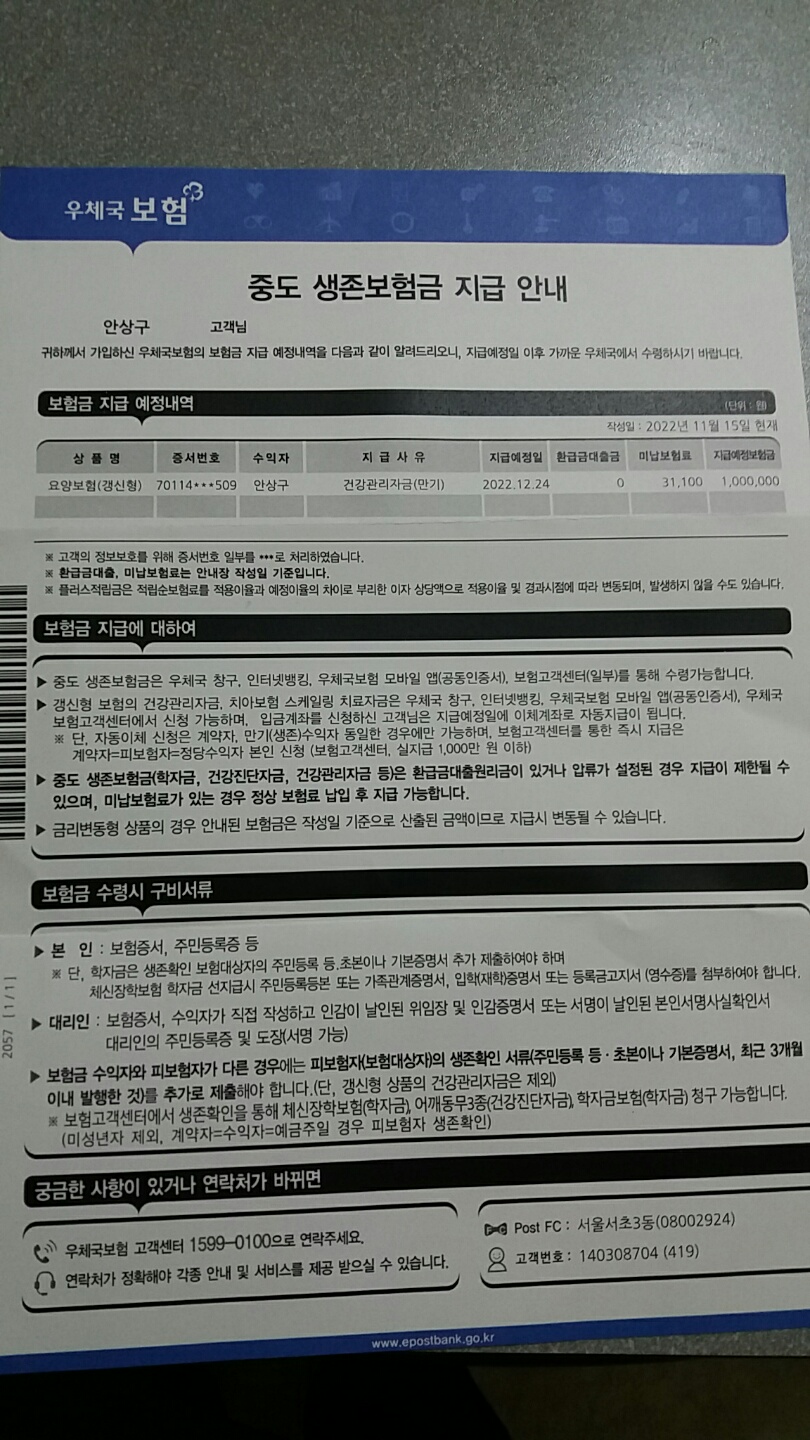 우체국 보험
중도 생존보험금 지급 안내
안상구 고객님
귀하께서 가입하신 우체국보험의 보험금 지급 예정내역을 다음과 같이 알려드리오니, 지급예정일 이후 가까운 우체국에서 수령하시기 바랍니다.
보험금 지급 예정내역 (단위 : 원)
작성일 : 2022년 11월 15일 현재
상 품 명 증서번호 수익자 지 급 사 유 지급예정일 환급금대출금 미납보험료 지급예정보험금
요양보험(갱신형) 70114***509 안상구 건강관리자금(만기) 2022.12.24 0 31,100 1,000,000
※ 고객의 정보보호를 위해 증서번호 일부를 ***로 처리하였습니다.
※ 환급금대출, 미납보험료는 안내장 작성일 기준입니다.
※ 플러스적립금은 적립순보험료를 적용이율과 예정이율의 차이로 부리한 이자 상당액으로 적용이율 및 경과시점에 따라 변동되며, 발생하지 않을 수도 있습니다.
보험금 지급에 대하여
▶ 중도 생존보험금은 우체국 창구, 인터넷뱅킹, 우체국보험 모바일 앱(공동인증서), 보험고객센터(일부)를 통해 수령가능합니다.
▶ 갱신형 보험의 건강관리자금, 치아보험 스케일링 치료자금은 우체국 창구, 인터넷뱅킹, 우체국보험 모바일 앱(공동인증서), 우체국
보험고객센터에서 신청 가능하며, 입금계좌를 신청하신 고객님은 지급예정일에 이체계좌로 자동지급이 됩니다.
※ 단, 자동이체 신청은 계약자, 만기(생존)수익자 동일한 경우에만 가능하며, 보험고객센터를 통한 즉시 지급은
계약자=피보험자=정당수익자 본인 신청 (보험고객센터, 실지급 1,000만 원 이하)
▶ 중도 생존보험금(학자금, 건강진단자금, 건강관리자금 등)은 환급금대출원리금이 있거나 압류가 설정된 경우 지급이 제한될 수
있으며, 미납보험료가 있는 경우 정상 보험료 납입 후 지급 가능합니다.
▶ 금리변동형 상품의 경우 안내된 보험금은 작성일 기준으로 산출된 금액이므로 지급시 변동될 수 있습니다.
보험금 수령시 구비서류
▶ 본 인 : 보험증서, 주민등록증 등
※ 단, 학자금은 생존확인 보험대상자의 주민등록 등.초본이나 기본증명서 추가 제출하여야 하며
체신장학보험 학자금 선지급시 주민등록등본 또는 가족관계증명서, 입학(재학)증명서 또는 등록금고지서 (영수증)를 첨부하여야 합니다.
▶ 대리인 : 보험증서, 수익자가 직접 작성하고 인감이 날인된 위임장 및 인감증명서 또는 서명이 날인된 본인서명사실확인서
대리인의 주민등록증 및 도장(서명 가능)
▶ 보험금 수익자와 피보험자가 다른 경우에는 피보험자(보험대상자)의 생존확인 서류(주민등록 등·초본이나 기본증명서, 최근 3개월
이내 발행한 것)를 추가로 제출해야 합니다.(단, 갱신형 상품의 건강관리자금은 제외)
※ 보험고객센터에서 생존확인을 통해 체신장학보험(학자금), 어깨동무3종(건강진단자금), 학자금보험(학자금) 청구 가능합니다.
(미성년자 제외, 계약자=수익자=예금주일 경우 피보험자 생존확인)
2057 [1/1]
궁금한 사항이 있거나 연락처가 바뀌면
우체국보험 고객센터 1599-0100으로 연락주세요.
연락처가 정확해야 각종 안내 및 서비스를 제공 받으실 수 있습니다.
Post FC : 서울서초3동(08002924)
고객번호 : 140308704 (419)
www.epostbank.go.kr